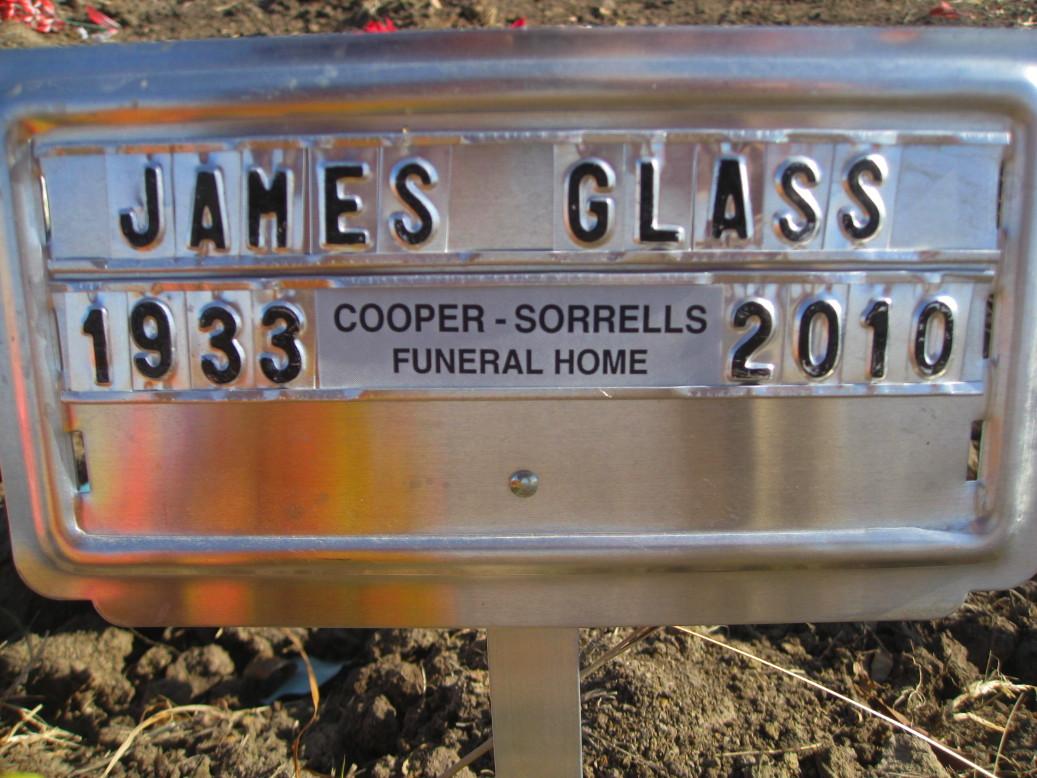 JAMES GLASS
1933 COOPER - SORRELLS FUNERAL HOME 2010